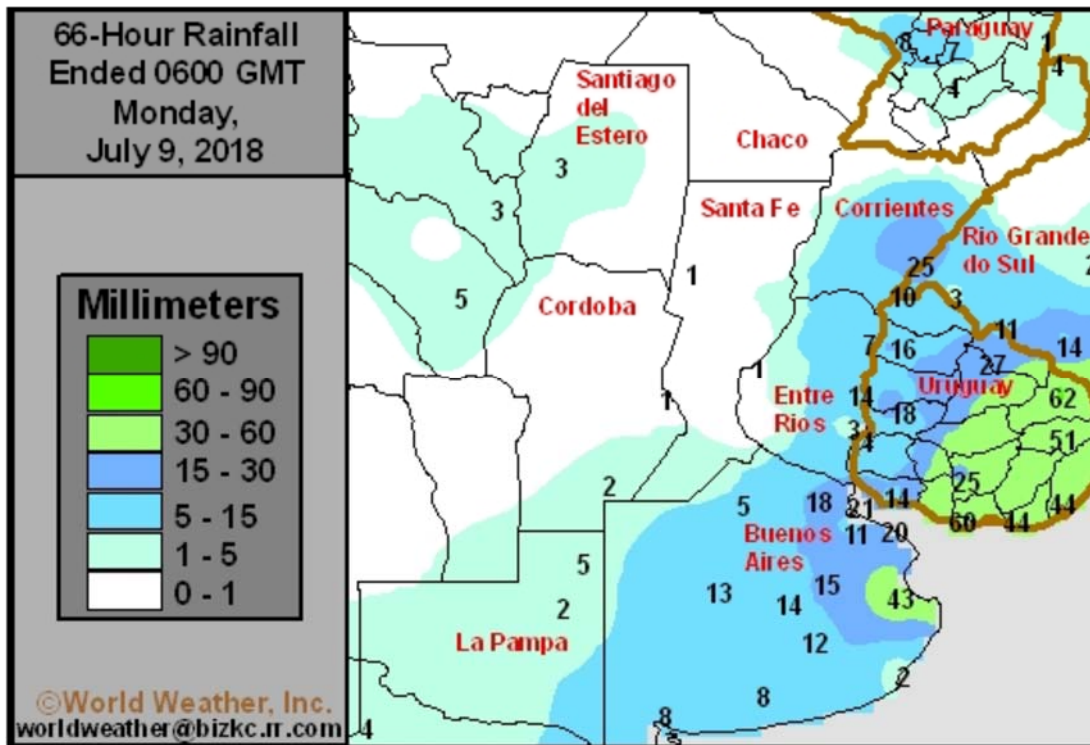 66-Hour Rainfall
Ended 0600 GMT
Monday,
July 9, 2018
Millimeters
> 90
60 - 90
30 - 60
15 - 30
5 - 15
1 - 5
0 - 1
©World Weather, Inc.
worldweather@bizkc.rr.com
Paraguay
8
7
1
4
4
Santiago
del
Estero
Chaco
3
3
Santa Fe
Corrientes
Rio Grande
do Sul
25
2
1
5
Cordoba
10
3
11
7
16
14
27
1
1
Entre
Rios
14
Uruguay
18
62
34
51
2
5
18
21
14
25
60
44
44
Buenos
Aires
11
20
5
2
13
14
15
43
La Pampa
12
2
8
8
4